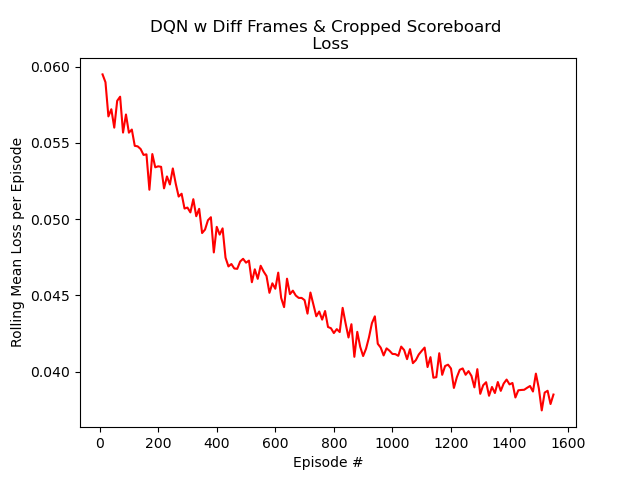 DQN w Diff Frames & Cropped Scoreboard
Loss
0.060
0.055
0.050
0.045
0.040
Rolling Mean Loss per Episode
0 200 400 600 800 1000 1200 1400 1600
Episode #